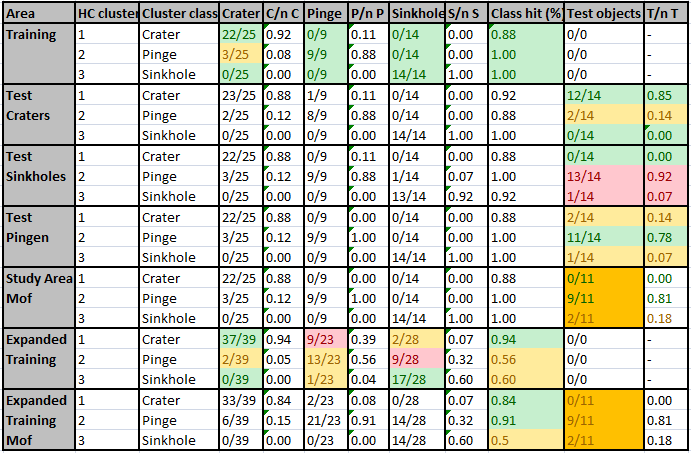 Area HC cluster Cluster class Crater C/n C Pinge P/n P Sinkhole S/n S Class hit (%) Test objects T/n T
Training 1 Crater 22/25 0.92 0/9 0.11 0/14 0.00 0.88 0/0 -
2 Pinge 3/25 0.08 9/9 0.88 0/14 0.00 1.00 0/0 -
3 Sinkhole 0/25 0.00 0/9 0.00 14/14 1.00 1.00 0/0 -
Test 1 Crater 23/25 0.88 1/9 0.11 0/14 0.00 0.92 12/14 0.85
Craters 2 Pinge 2/25 0.12 8/9 0.88 0/14 0.00 0.88 2/14 0.14
3 Sinkhole 0/25 0.00 0/9 0.00 14/14 1.00 1.00 0/14 0.00
Test 1 Crater 22/25 0.88 0/9 0.11 0/14 0.00 0.88 0/14 0.00
Sinkholes 2 Pinge 3/25 0.12 9/9 0.88 1/14 0.07 1.00 13/14 0.92
3 Sinkhole 0/25 0.00 0/9 0.00 13/14 0.92 0.92 1/14 0.07
Test 1 Crater 22/25 0.88 0/9 0.00 0/14 0.00 0.88 2/14 0.14
Pingen 2 Pinge 3/25 0.12 9/9 1.00 0/14 0.00 1.00 11/14 0.78
3 Sinkhole 0/25 0.00 0/9 0.00 14/14 1.00 1.00 1/14 0.07
Study Area 1 Crater 22/25 0.88 0/9 0.00 0/14 0.00 0.88 0/11 0.00
Mof 2 Pinge 3/25 0.12 9/9 1.00 0/14 0.00 1.00 9/11 0.81
3 Sinkhole 0/25 0.00 0/9 0.00 14/14 1.00 1.00 2/11 0.18
Expanded 1 Crater 37/39 0.94 9/23 0.39 2/28 0.07 0.94 0/0 -
Training 2 Pinge 2/39 0.05 13/23 0.56 9/28 0.32 0.56 0/0 -
3 Sinkhole 0/39 0.00 1/23 0.04 17/28 0.60 0.60 0/0 -
Expanded 1 Crater 33/39 0.84 2/23 0.08 0/28 0.07 0.84 0/11 0.00
Training 2 Pinge 6/39 0.15 21/23 0.91 14/28 0.32 0.91 9/11 0.81
Mof 3 Sinkhole 0/39 0.00 0/23 0.00 14/28 0.60 0.5 2/11 0.18